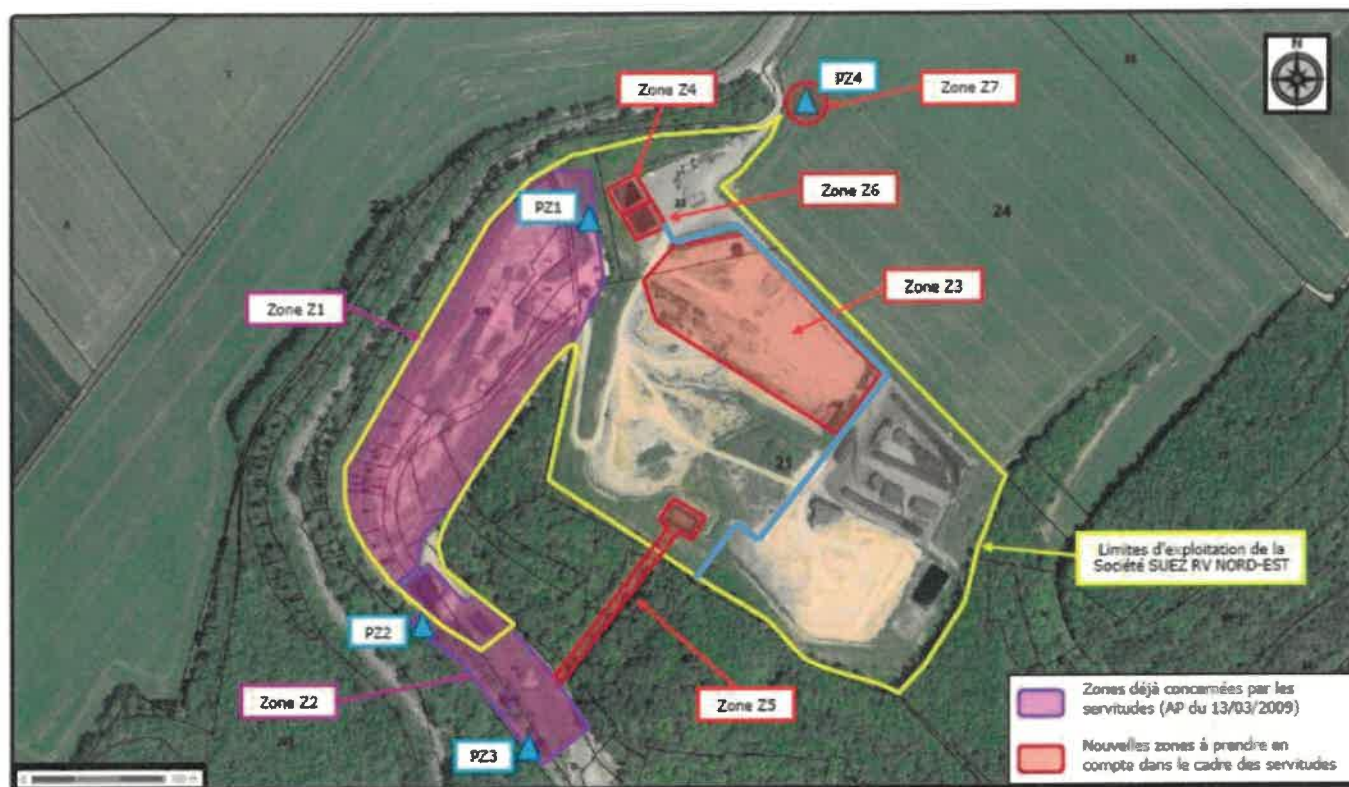 N
PZ4
Zone Z4
Zone Z7
Zone Z6
PZ1
24
Zone Z3
Zone Z1
21
Limites d'exploitation de la
Société SUEZ RV NORD-EST
PZ2
Zone Z2
Zone Z5
PZ3
Zones déjà concernées par les
servitudes (AP du 13/03/2009)
Nouvelles zones à prendre en
compte dans le cadre des servitudes